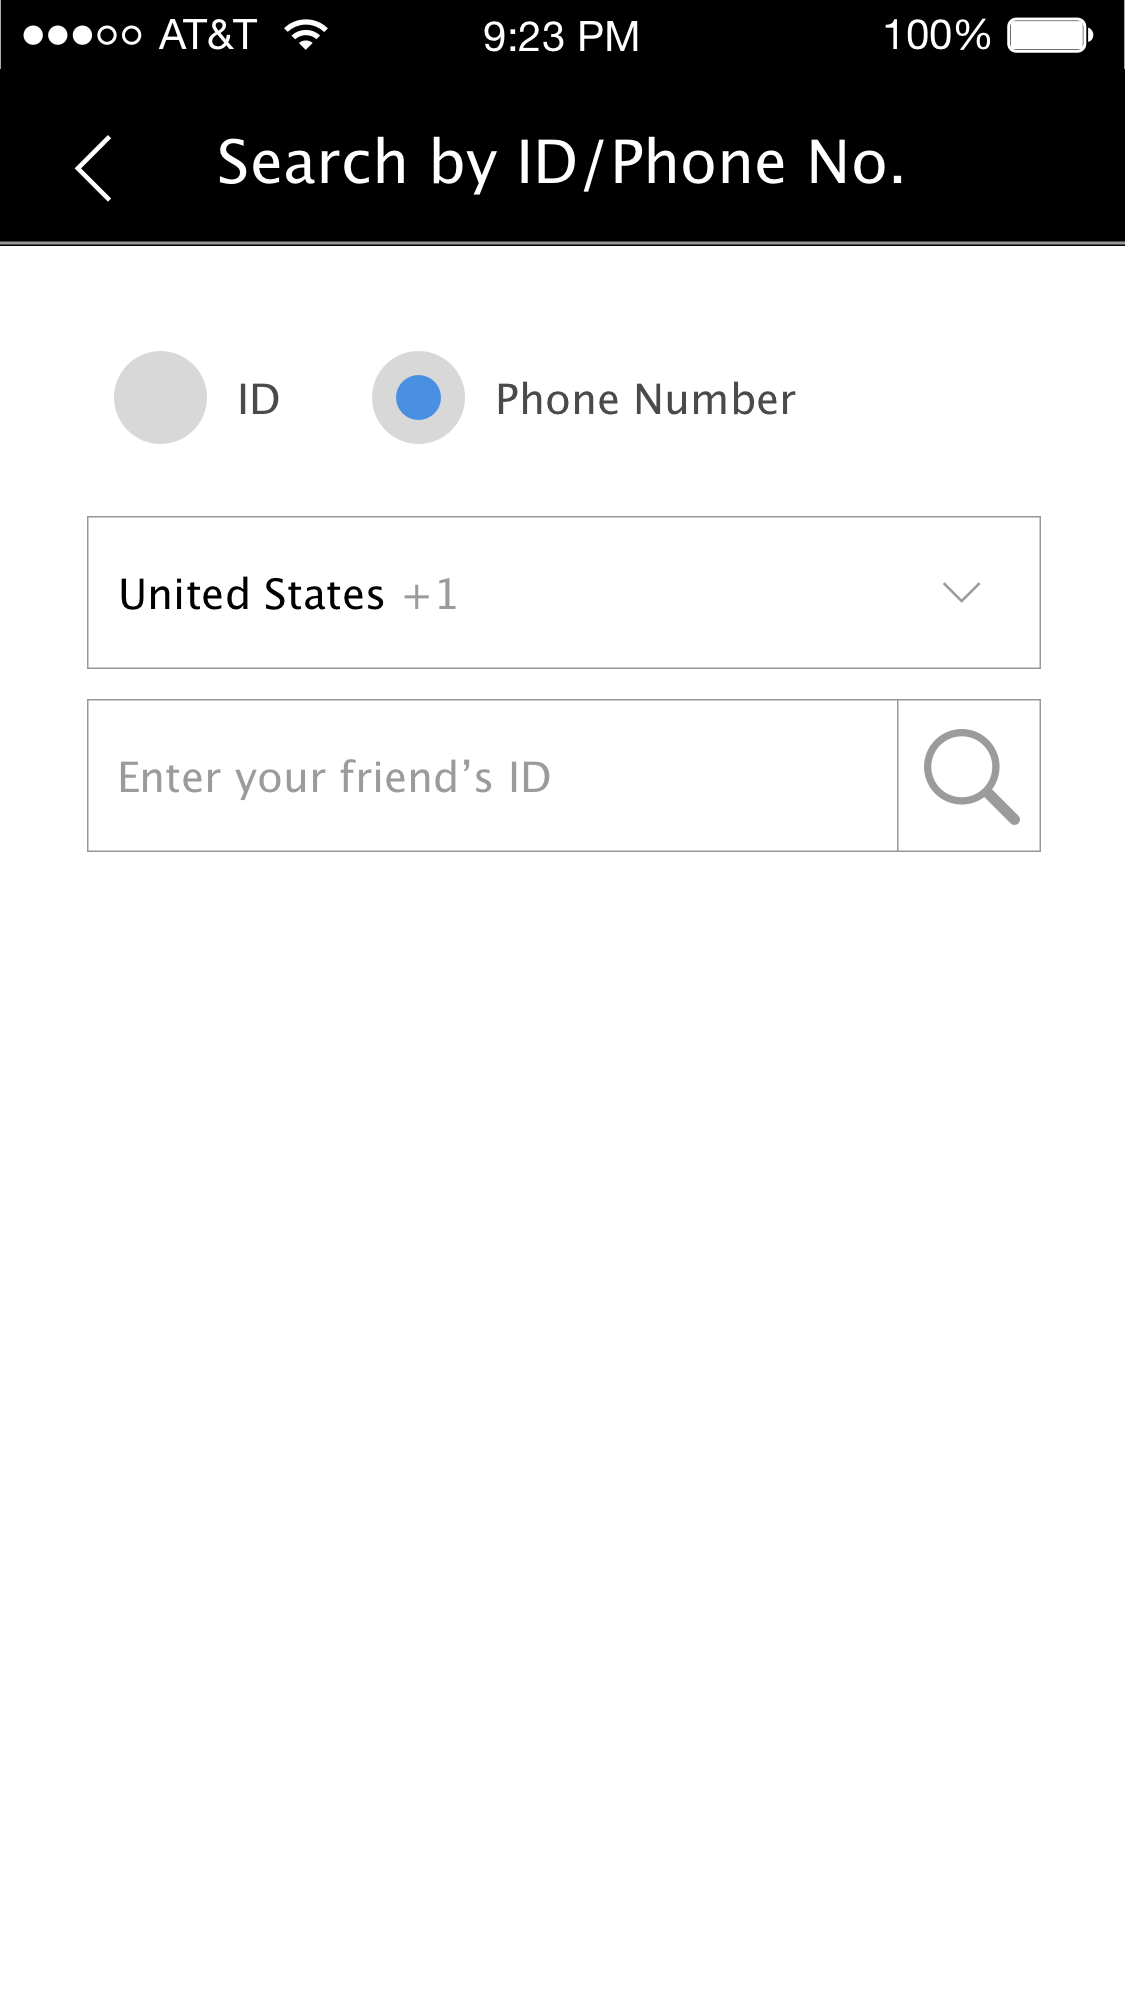 AT&T 9:23 PM 100%
Search by ID/Phone No.
ID Phone Number
United States +1
Enter your friend’s ID